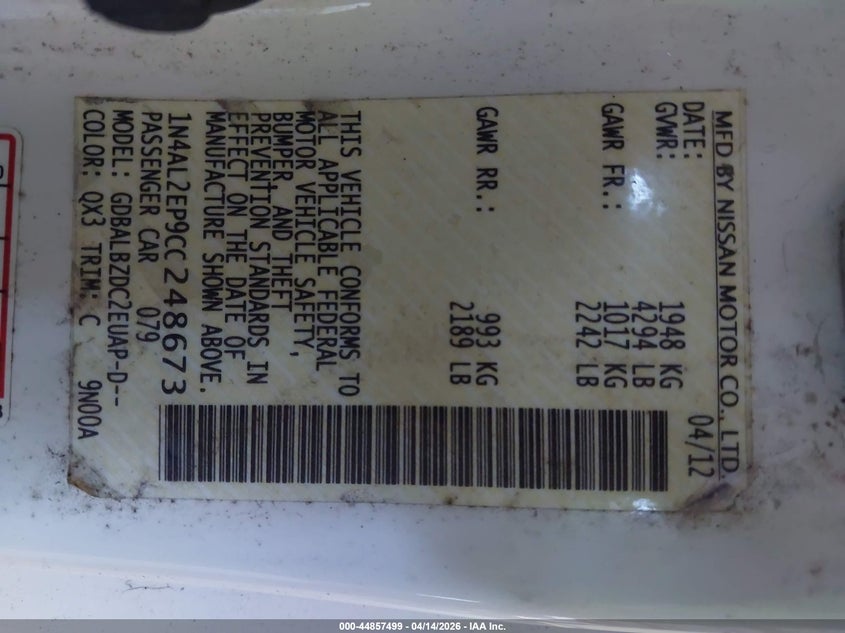 MFD BY NISSAN MOTOR CO., LTD.
DATE: 04/12
GVWR: 1948 KG
4294 LB
GAWR FR.: 1017 KG
2242 LB
GAWR RR.: 993 KG
2189 LB
THIS VEHICLE CONFORMS TO
ALL APPLICABLE FEDERAL
MOTOR VEHICLE SAFETY,
BUMPER, AND THEFT
PREVENTION STANDARDS IN
EFFECT ON THE DATE OF
MANUFACTURE SHOWN ABOVE.
1N4AL2EP9CC248673
PASSENGER CAR 079
MODEL: GDBALBZDC2EUAP-D--
COLOR: QX3 TRIM: C 9N00A
000-44857499 - 04/14/2026 - IAA Inc.